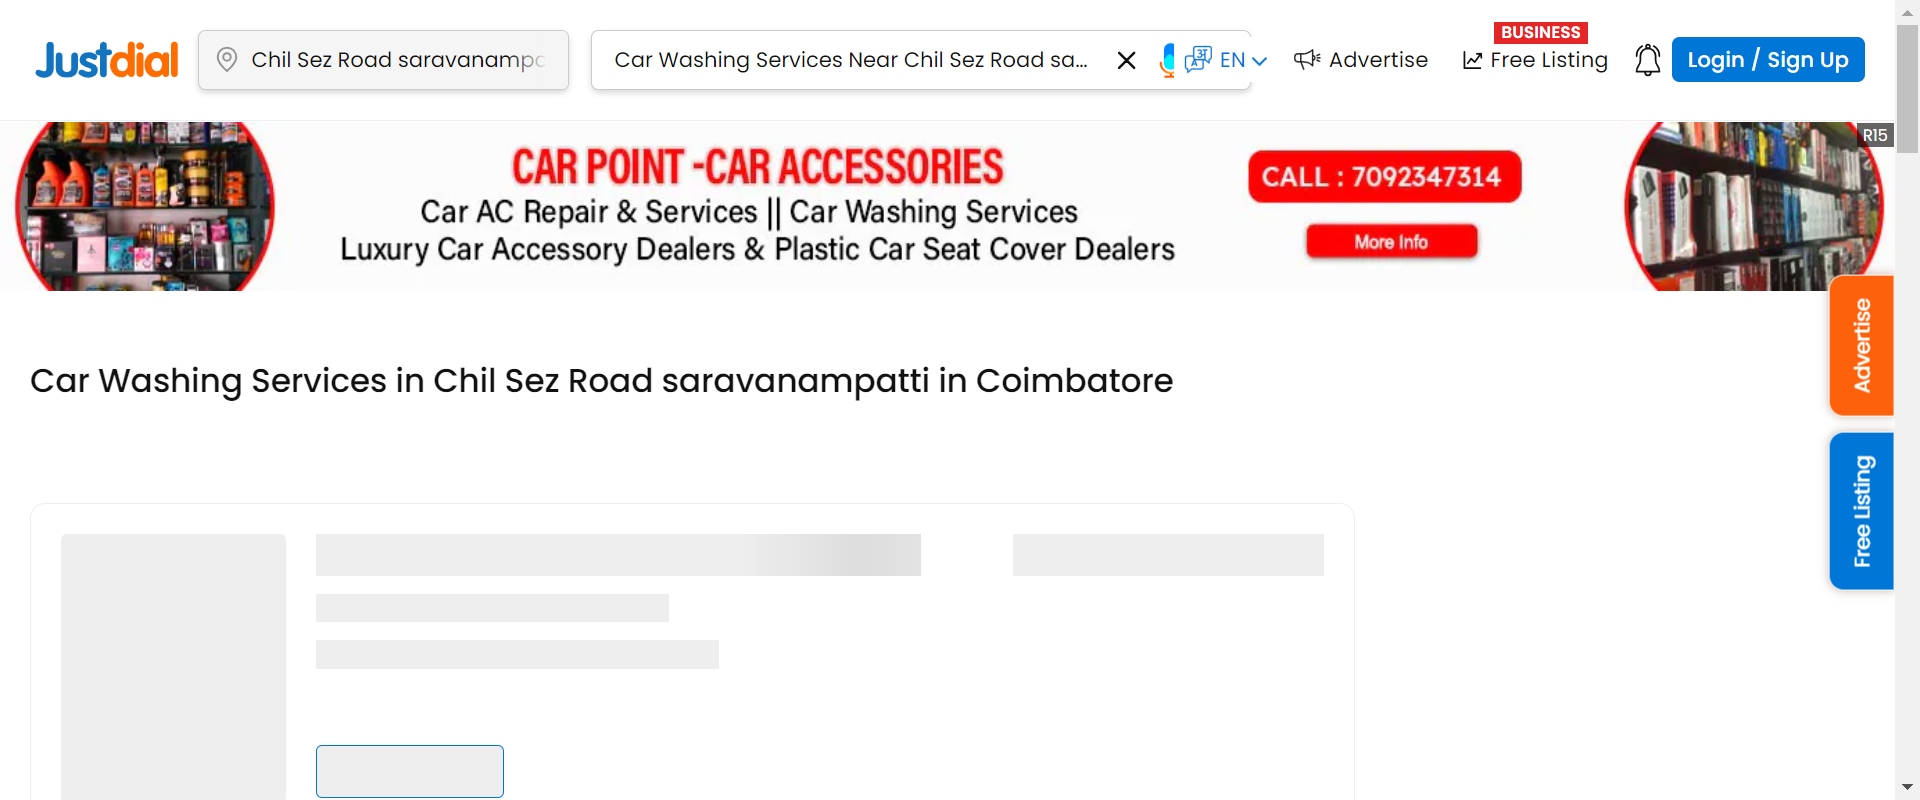 Justdial
Chil Sez Road saravanampa
Car Washing Services Near Chil Sez Road sa...
EN
Advertise
BUSINESS
Free Listing
Login / Sign Up
R15
CAR POINT -CAR ACCESSORIES
Car AC Repair & Services || Car Washing Services
Luxury Car Accessory Dealers & Plastic Car Seat Cover Dealers
CALL : 7092347314
More Info
Advertise
Free Listing
Car Washing Services in Chil Sez Road saravanampatti in Coimbatore